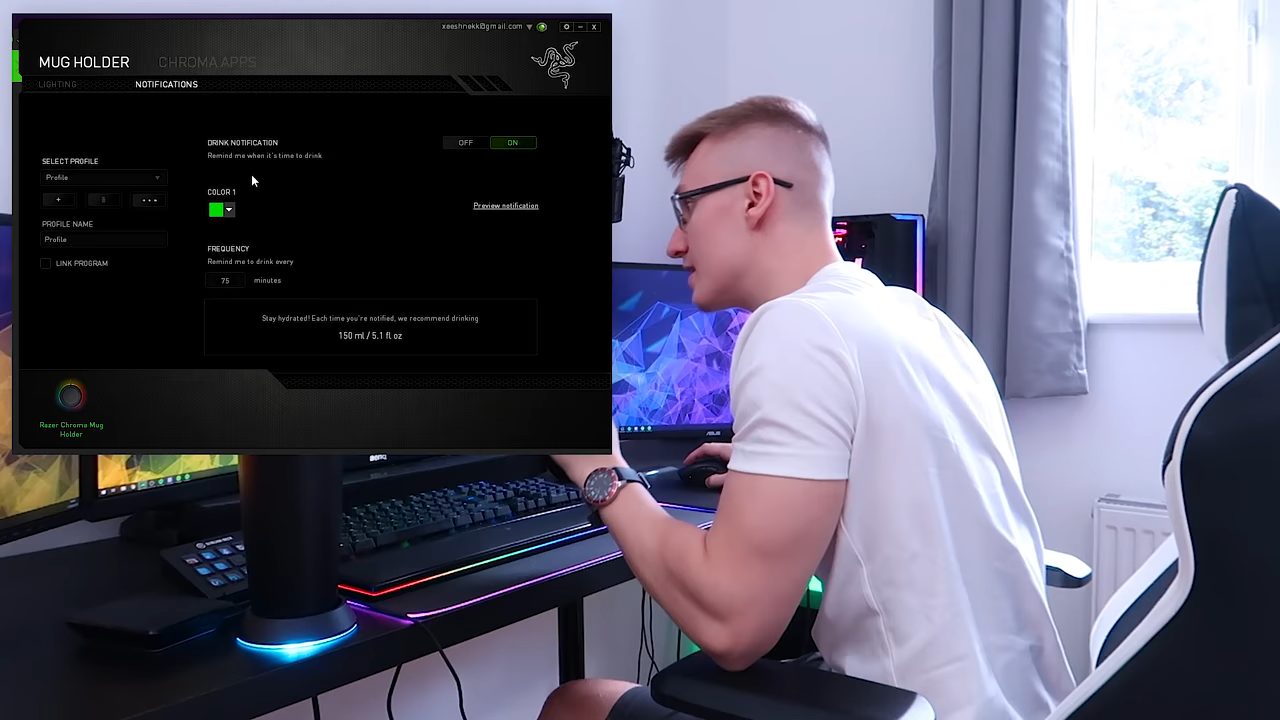 xeeshnekk@gmail.com
MUG HOLDER CHROMA APPS
LIGHTING NOTIFICATIONS
SELECT PROFILE
Profile
PROFILE NAME
Profile
LINK PROGRAM
DRINK NOTIFICATION
Remind me when it's time to drink
OFF ON
COLOR 1
Preview notification
FREQUENCY
Remind me to drink every
75 minutes
Stay hydrated! Each time you're notified, we recommend drinking
150 ml / 5.1 fl oz
Razer Chroma Mug
Holder
BenQ
ASUS